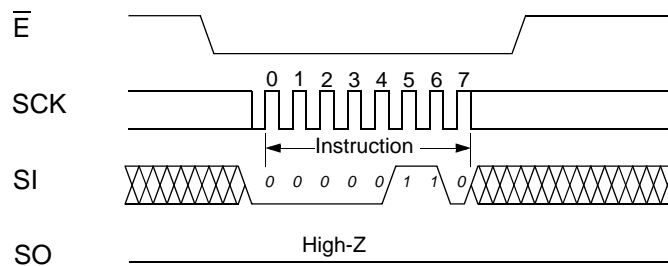 E
0 1 2 3 4 5 6 7
SCK
Instruction
SI 0 0 0 0 0 1 1 0
High-Z
SO